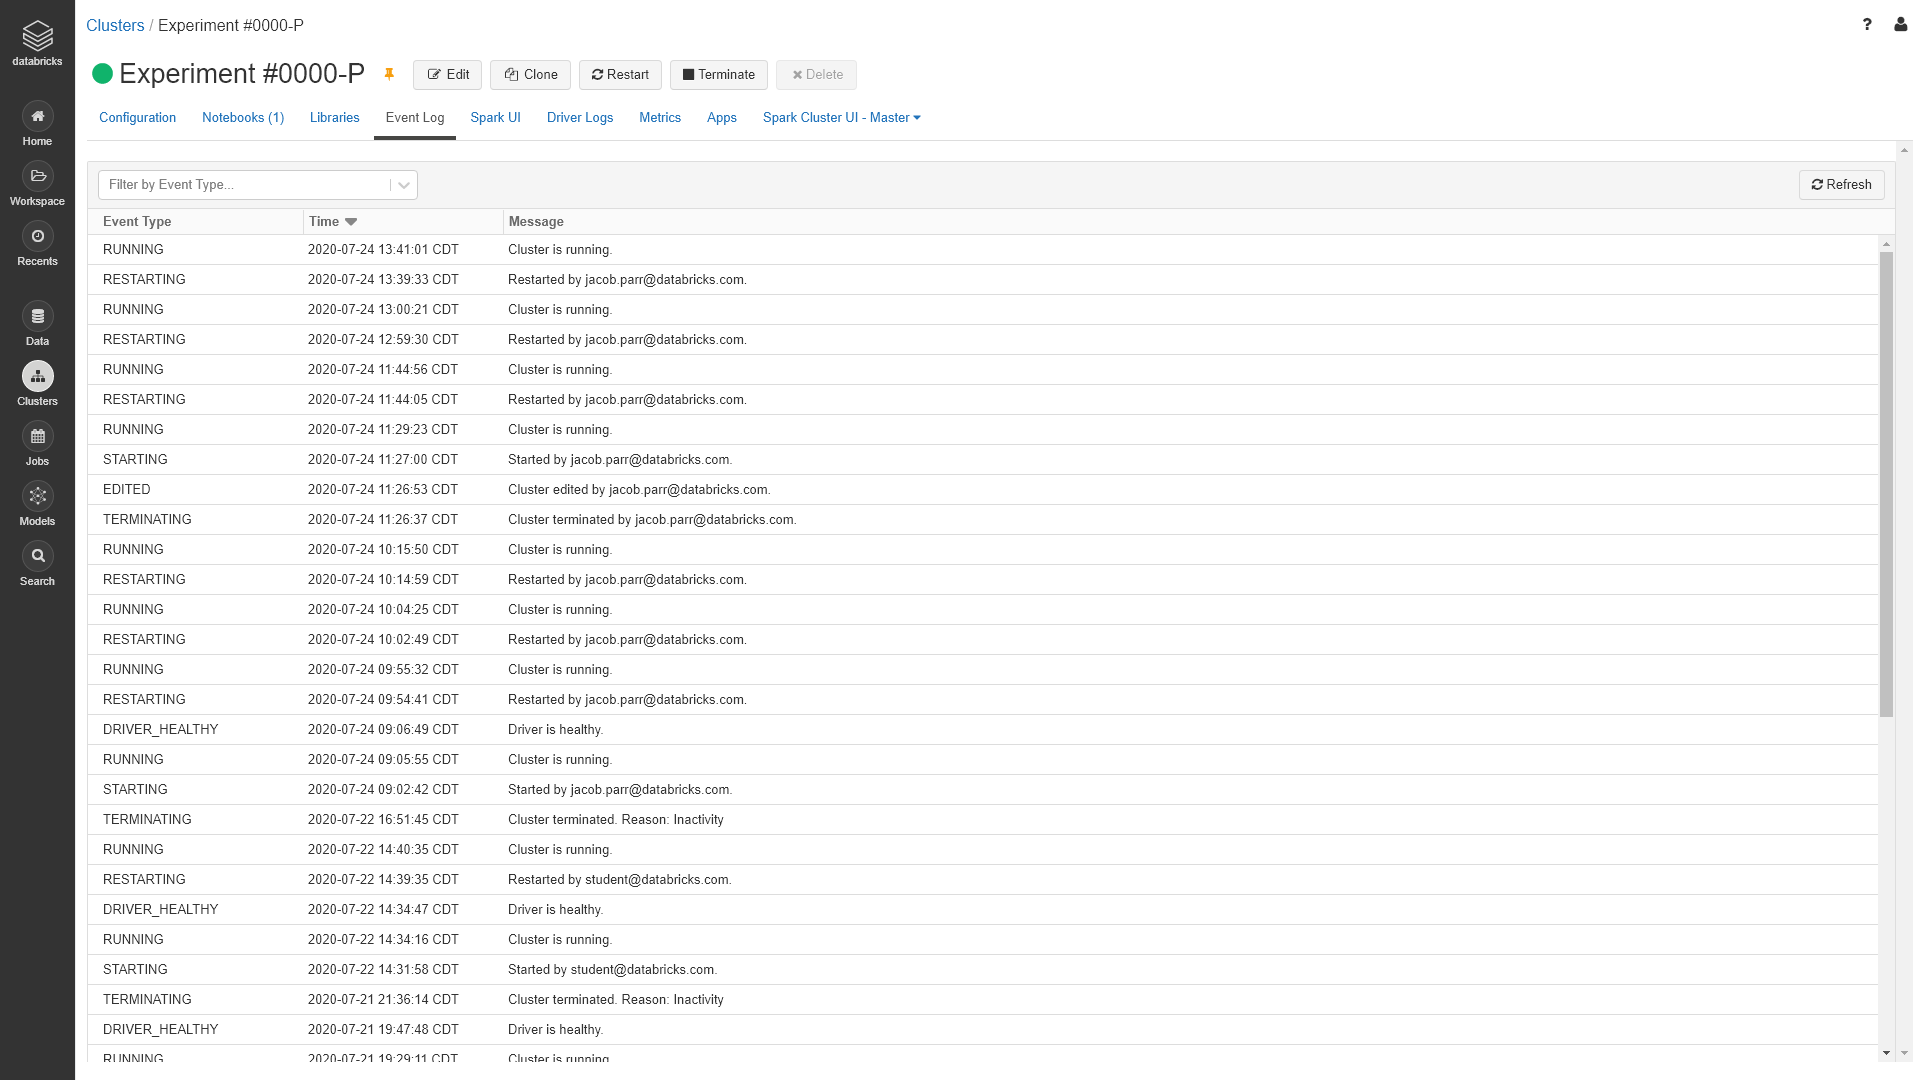 databricks
Home
Workspace
Recents
Data
Clusters
Jobs
Models
Search
Clusters / Experiment #0000-P
?
Experiment #0000-P Edit Clone Restart Terminate Delete
Configuration Notebooks (1) Libraries Event Log Spark UI Driver Logs Metrics Apps Spark Cluster UI - Master
Filter by Event Type... Refresh
Event Type Time Message
RUNNING 2020-07-24 13:41:01 CDT Cluster is running.
RESTARTING 2020-07-24 13:39:33 CDT Restarted by jacob.parr@databricks.com.
RUNNING 2020-07-24 13:00:21 CDT Cluster is running.
RESTARTING 2020-07-24 12:59:30 CDT Restarted by jacob.parr@databricks.com.
RUNNING 2020-07-24 11:44:56 CDT Cluster is running.
RESTARTING 2020-07-24 11:44:05 CDT Restarted by jacob.parr@databricks.com.
RUNNING 2020-07-24 11:29:23 CDT Cluster is running.
STARTING 2020-07-24 11:27:00 CDT Started by jacob.parr@databricks.com.
EDITED 2020-07-24 11:26:53 CDT Cluster edited by jacob.parr@databricks.com.
TERMINATING 2020-07-24 11:26:37 CDT Cluster terminated by jacob.parr@databricks.com.
RUNNING 2020-07-24 10:15:50 CDT Cluster is running.
RESTARTING 2020-07-24 10:14:59 CDT Restarted by jacob.parr@databricks.com.
RUNNING 2020-07-24 10:04:25 CDT Cluster is running.
RESTARTING 2020-07-24 10:02:49 CDT Restarted by jacob.parr@databricks.com.
RUNNING 2020-07-24 09:55:32 CDT Cluster is running.
RESTARTING 2020-07-24 09:54:41 CDT Restarted by jacob.parr@databricks.com.
DRIVER_HEALTHY 2020-07-24 09:06:49 CDT Driver is healthy.
RUNNING 2020-07-24 09:05:55 CDT Cluster is running.
STARTING 2020-07-24 09:02:42 CDT Started by jacob.parr@databricks.com.
TERMINATING 2020-07-22 16:51:45 CDT Cluster terminated. Reason: Inactivity
RUNNING 2020-07-22 14:40:35 CDT Cluster is running.
RESTARTING 2020-07-22 14:39:35 CDT Restarted by student@databricks.com.
DRIVER_HEALTHY 2020-07-22 14:34:47 CDT Driver is healthy.
RUNNING 2020-07-22 14:34:16 CDT Cluster is running.
STARTING 2020-07-22 14:31:58 CDT Started by student@databricks.com.
TERMINATING 2020-07-21 21:36:14 CDT Cluster terminated. Reason: Inactivity
DRIVER_HEALTHY 2020-07-21 19:47:48 CDT Driver is healthy.
RUNNING 2020-07-21 19:29:11 CDT Cluster is running.